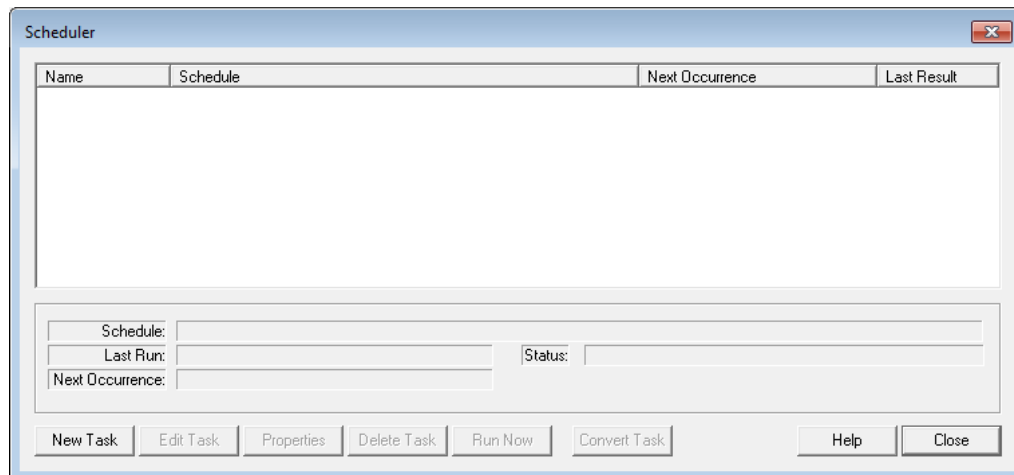 Scheduler
Name Schedule Next Occurrence Last Result
Schedule:
Last Run: Status:
Next Occurrence:
New Task Edit Task Properties Delete Task Run Now Convert Task Help Close